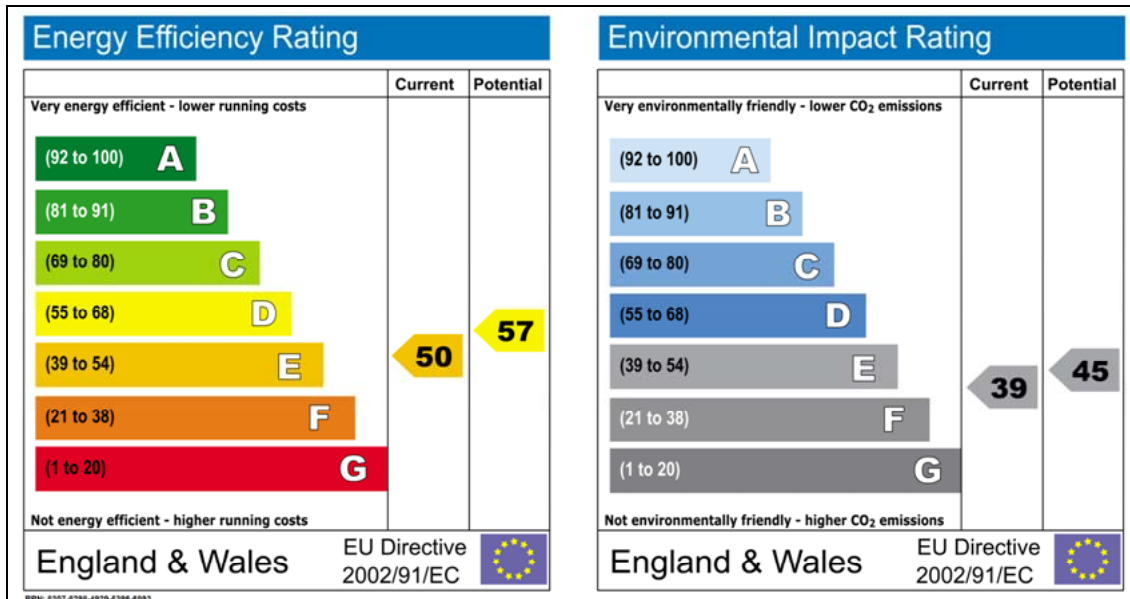 Energy Efficiency Rating
Current Potential
Very energy efficient - lower running costs
(92 to 100) A
(81 to 91) B
(69 to 80) C
(55 to 68) D
(39 to 54) E
(21 to 38) F
(1 to 20) G
50
57
Not energy efficient - higher running costs
England & Wales
EU Directive
2002/91/EC
Environmental Impact Rating
Current Potential
Very environmentally friendly - lower CO₂ emissions
(92 to 100) A
(81 to 91) B
(69 to 80) C
(55 to 68) D
(39 to 54) E
(21 to 38) F
(1 to 20) G
39
45
Not environmentally friendly - higher CO₂ emissions
England & Wales
EU Directive
2002/91/EC